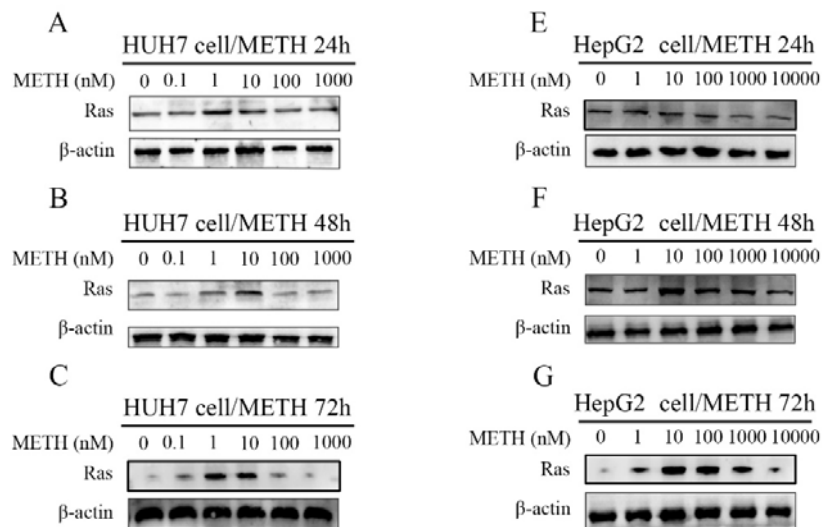 A
HUH7 cell/METH 24h
METH (nM) 0 0.1 1 10 100 1000
Ras
β-actin
B
HUH7 cell/METH 48h
METH (nM) 0 0.1 1 10 100 1000
Ras
β-actin
C
HUH7 cell/METH 72h
METH (nM) 0 0.1 1 10 100 1000
Ras
β-actin
E
HepG2 cell/METH 24h
METH (nM) 0 1 10 100 1000 10000
Ras
β-actin
F
HepG2 cell/METH 48h
METH (nM) 0 1 10 100 1000 10000
Ras
β-actin
G
HepG2 cell/METH 72h
METH (nM) 0 1 10 100 1000 10000
Ras
β-actin